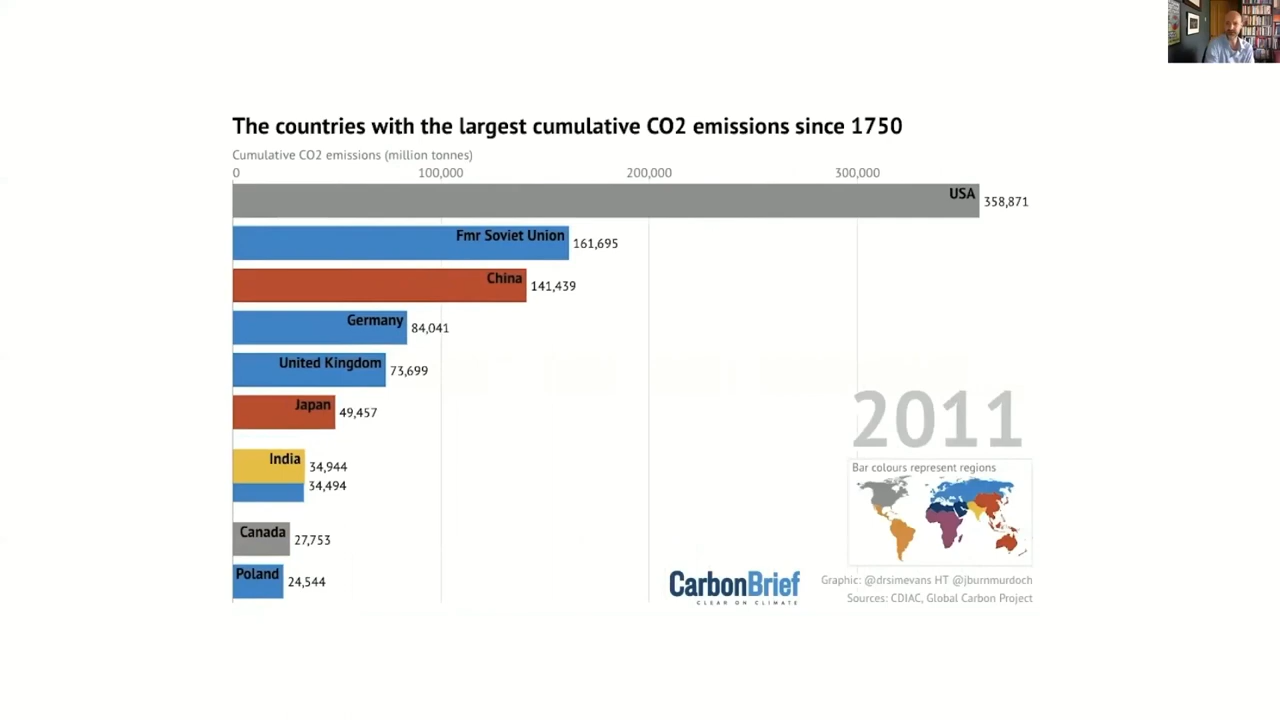 The countries with the largest cumulative CO2 emissions since 1750
Cumulative CO2 emissions (million tonnes)
0 100,000 200,000 300,000
USA 358,871
Fmr Soviet Union 161,695
China 141,439
Germany 84,041
United Kingdom 73,699
Japan 49,457
India 34,944
34,494
Canada 27,753
Poland 24,544
2011
Bar colours represent regions
CarbonBrief
CLEAR ON CLIMATE
Graphic: @drsimevans HT @jburnmurdoch
Sources: CDIAC, Global Carbon Project